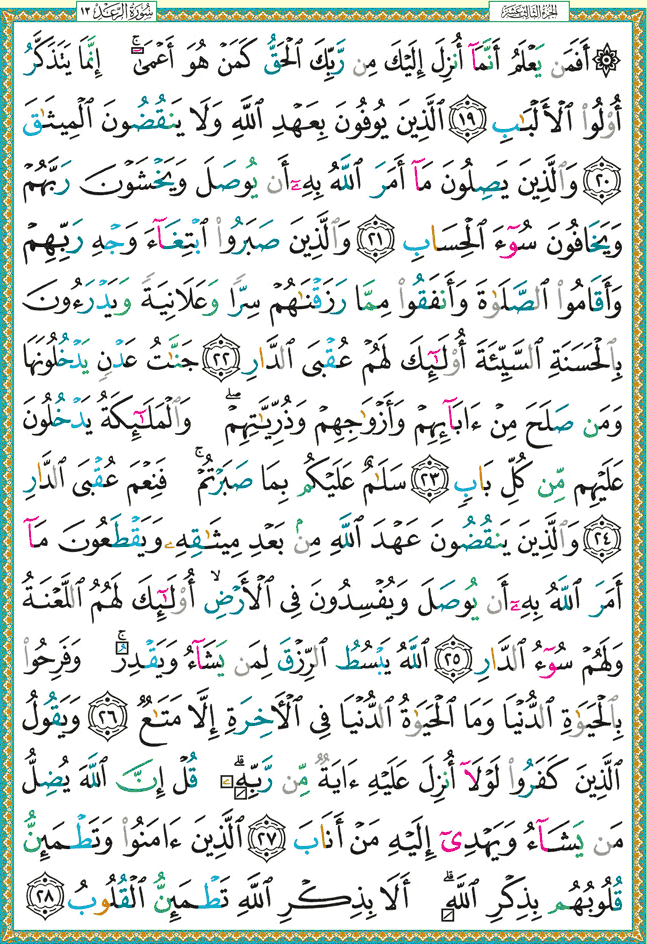 الجزء الثالث عشر
سورة الرعد ١٣
۞ أَفَمَن يَعْلَمُ أَنَّمَآ أُنزِلَ إِلَيْكَ مِن رَّبِّكَ ٱلْحَقُّ كَمَنْ هُوَ أَعْمَىٰٓ ۚ إِنَّمَا يَتَذَكَّرُ
أُو۟لُوا۟ ٱلْأَلْبَٰبِ ١٩ ٱلَّذِينَ يُوفُونَ بِعَهْدِ ٱللَّهِ وَلَا يَنقُضُونَ ٱلْمِيثَٰقَ
٢٠ وَٱلَّذِينَ يَصِلُونَ مَآ أَمَرَ ٱللَّهُ بِهِۦٓ أَن يُوصَلَ وَيَخْشَوْنَ رَبَّهُمْ
وَيَخَافُونَ سُوٓءَ ٱلْحِسَابِ ٢١ وَٱلَّذِينَ صَبَرُوا۟ ٱبْتِغَآءَ وَجْهِ رَبِّهِمْ
وَأَقَامُوا۟ ٱلصَّلَوٰةَ وَأَنفَقُوا۟ مِمَّا رَزَقْنَٰهُمْ سِرًّا وَعَلَانِيَةً وَيَدْرَءُونَ
بِٱلْحَسَنَةِ ٱلسَّيِّئَةَ أُو۟لَٰٓئِكَ لَهُمْ عُقْبَى ٱلدَّارِ ٢٢ جَنَّٰتُ عَدْنٍ يَدْخُلُونَهَا
وَمَن صَلَحَ مِنْ ءَابَآئِهِمْ وَأَزْوَٰجِهِمْ وَذُرِّيَّٰتِهِمْ ۖ وَٱلْمَلَٰٓئِكَةُ يَدْخُلُونَ
عَلَيْهِم مِّن كُلِّ بَابٍ ٢٣ سَلَٰمٌ عَلَيْكُم بِمَا صَبَرْتُمْ ۚ فَنِعْمَ عُقْبَى ٱلدَّارِ
٢٤ وَٱلَّذِينَ يَنقُضُونَ عَهْدَ ٱللَّهِ مِنۢ بَعْدِ مِيثَٰقِهِۦ وَيَقْطَعُونَ مَآ
أَمَرَ ٱللَّهُ بِهِۦٓ أَن يُوصَلَ وَيُفْسِدُونَ فِى ٱلْأَرْضِ ۙ أُو۟لَٰٓئِكَ لَهُمُ ٱللَّعْنَةُ
وَلَهُمْ سُوٓءُ ٱلدَّارِ ٢٥ ٱللَّهُ يَبْسُطُ ٱلرِّزْقَ لِمَن يَشَآءُ وَيَقْدِرُ ۚ وَفَرِحُوا۟
بِٱلْحَيَوٰةِ ٱلدُّنْيَا وَمَا ٱلْحَيَوٰةُ ٱلدُّنْيَا فِى ٱلْءَاخِرَةِ إِلَّا مَتَٰعٌ ٢٦ وَيَقُولُ
ٱلَّذِينَ كَفَرُوا۟ لَوْلَآ أُنزِلَ عَلَيْهِ ءَايَةٌ مِّن رَّبِّهِۦ ۗ قُلْ إِنَّ ٱللَّهَ يُضِلُّ
مَن يَشَآءُ وَيَهْدِىٓ إِلَيْهِ مَنْ أَنَابَ ٢٧ ٱلَّذِينَ ءَامَنُوا۟ وَتَطْمَئِنُّ
قُلُوبُهُم بِذِكْرِ ٱللَّهِ ۗ أَلَا بِذِكْرِ ٱللَّهِ تَطْمَئِنُّ ٱلْقُلُوبُ ٢٨